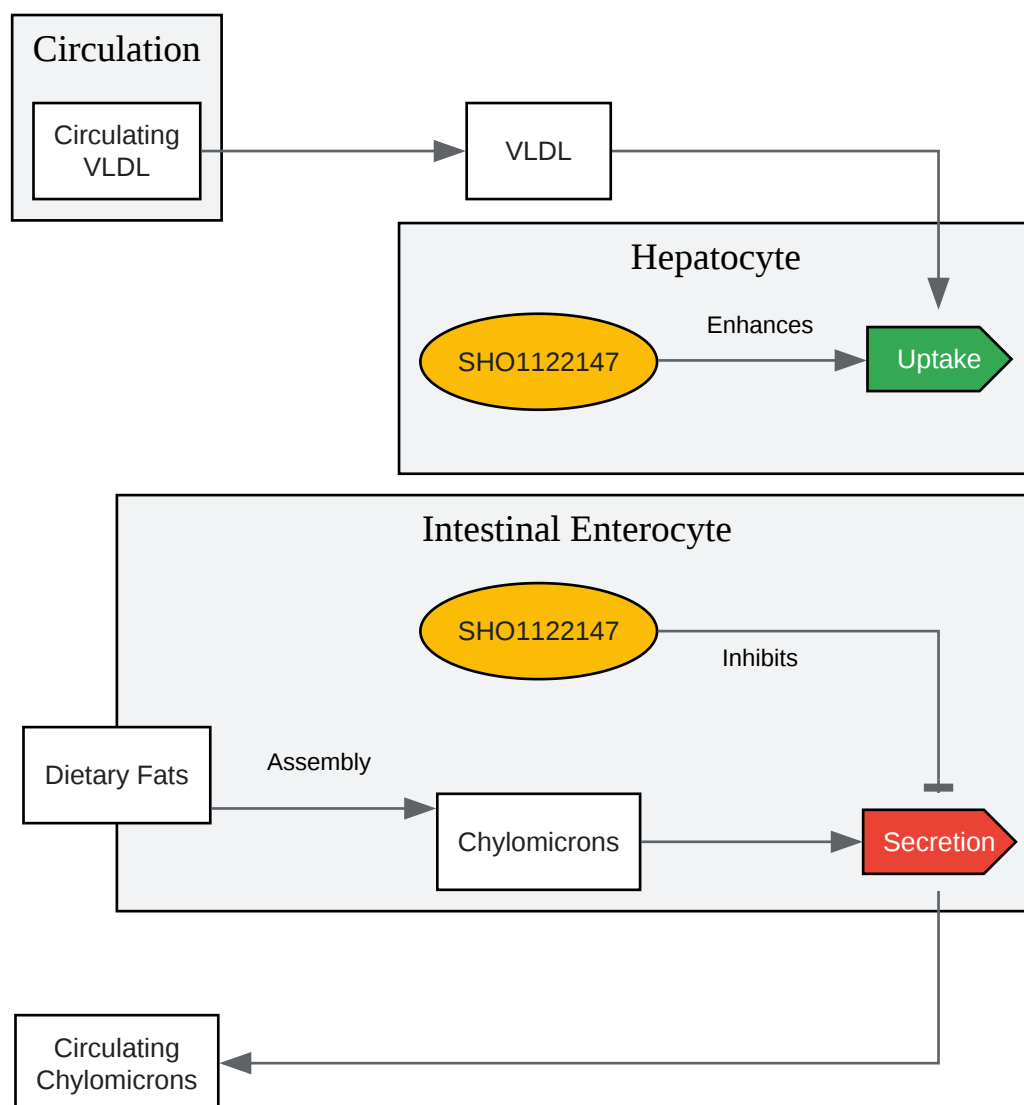 Circulation
Circulating
VLDL
VLDL
Hepatocyte
Enhances
SHO1122147
Uptake
Intestinal Enterocyte
SHO1122147
Inhibits
Dietary Fats
Assembly
Chylomicrons
Secretion
Circulating
Chylomicrons